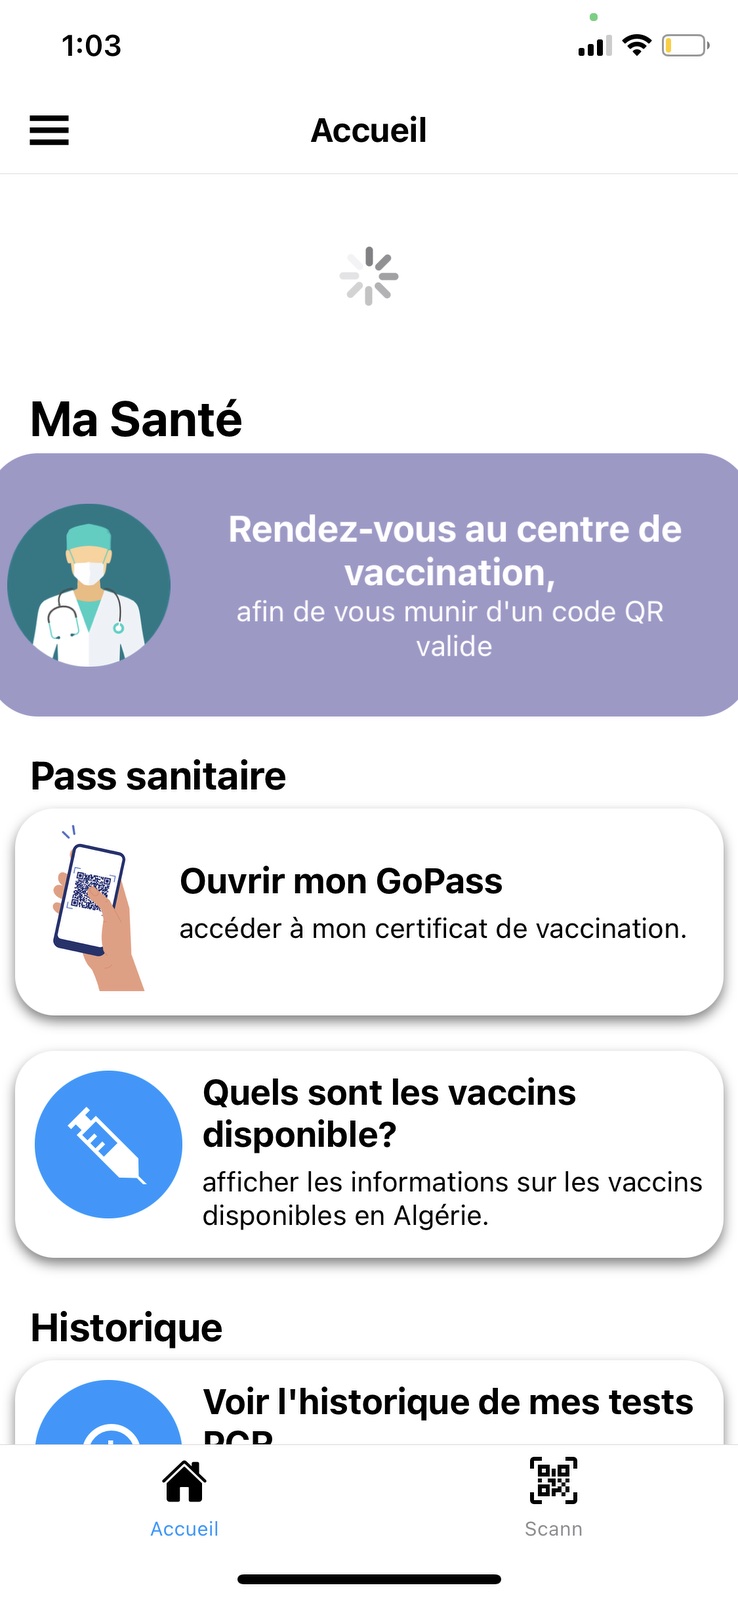 1:03
Accueil
Ma Santé
Rendez-vous au centre de
vaccination,
afin de vous munir d'un code QR
valide
Pass sanitaire
Ouvrir mon GoPass
accéder à mon certificat de vaccination.
Quels sont les vaccins
disponible?
afficher les informations sur les vaccins
disponibles en Algérie.
Historique
Voir l'historique de mes tests
PCR
Accueil
Scann